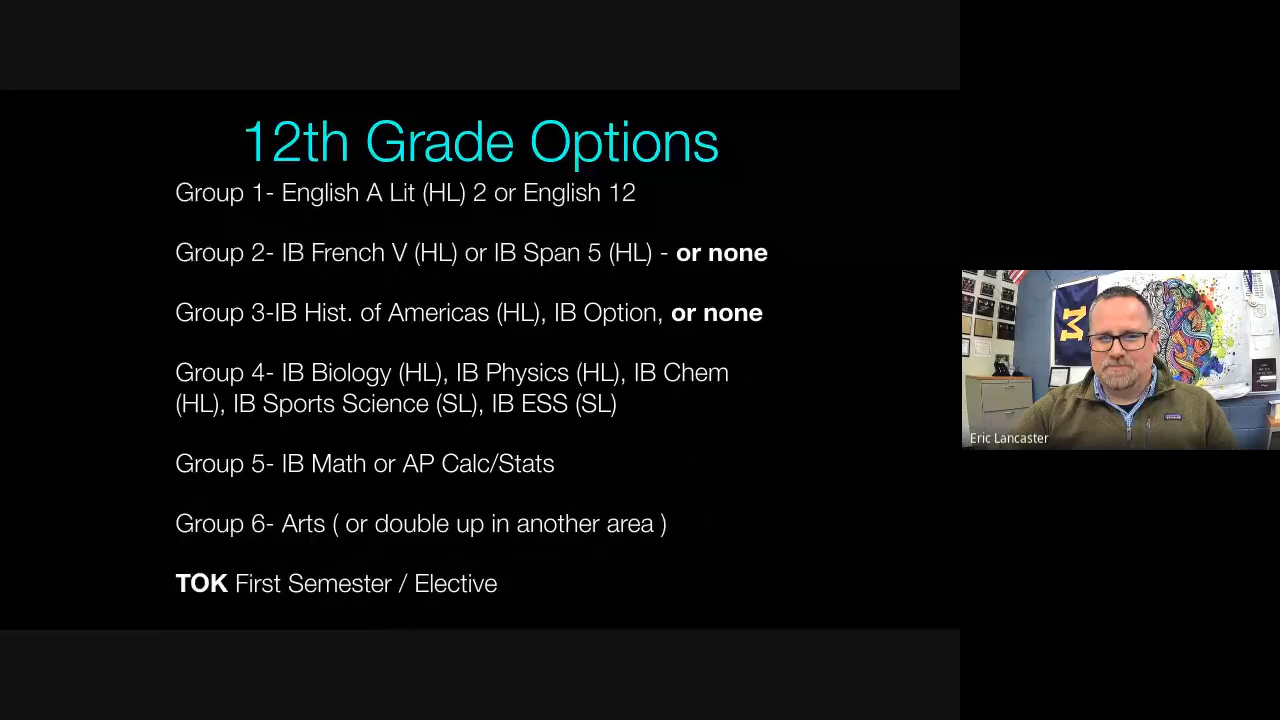 12th Grade Options
Group 1- English A Lit (HL) 2 or English 12
Group 2- IB French V (HL) or IB Span 5 (HL) - or none
Group 3-IB Hist. of Americas (HL), IB Option, or none
Group 4- IB Biology (HL), IB Physics (HL), IB Chem
(HL), IB Sports Science (SL), IB ESS (SL)
Group 5- IB Math or AP Calc/Stats
Group 6- Arts ( or double up in another area )
TOK First Semester / Elective
M
Eric Lancaster